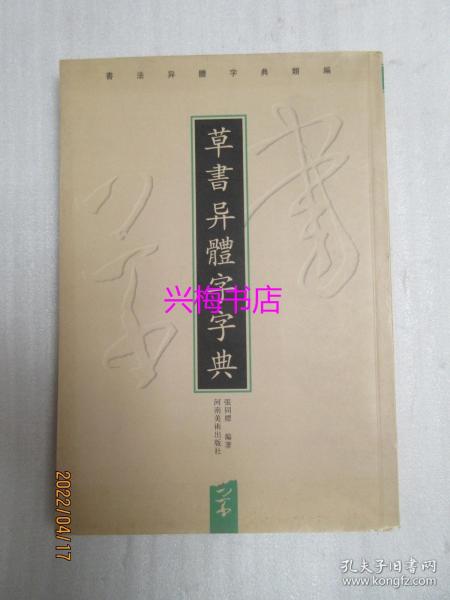 書法异體字典類編
草書异體字字典
兴梅书店
張同標 編著
河南美術出版社
草
2022/04/17
孔夫子旧书网
www.kongfz.com